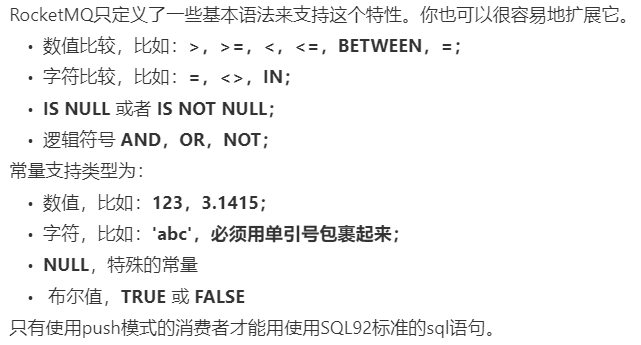 RocketMQ只定义了一些基本语法来支持这个特性。你也可以很容易地扩展它。
• 数值比较，比如：>，>=，<，<=，BETWEEN，=；
• 字符比较，比如：=，<>，IN；
• IS NULL 或者 IS NOT NULL；
• 逻辑符号 AND，OR，NOT；
常量支持类型为：
• 数值，比如：123，3.1415；
• 字符，比如：'abc'，必须用单引号包裹起来；
• NULL，特殊的常量
• 布尔值，TRUE 或 FALSE
只有使用push模式的消费者才能用使用SQL92标准的sql语句。